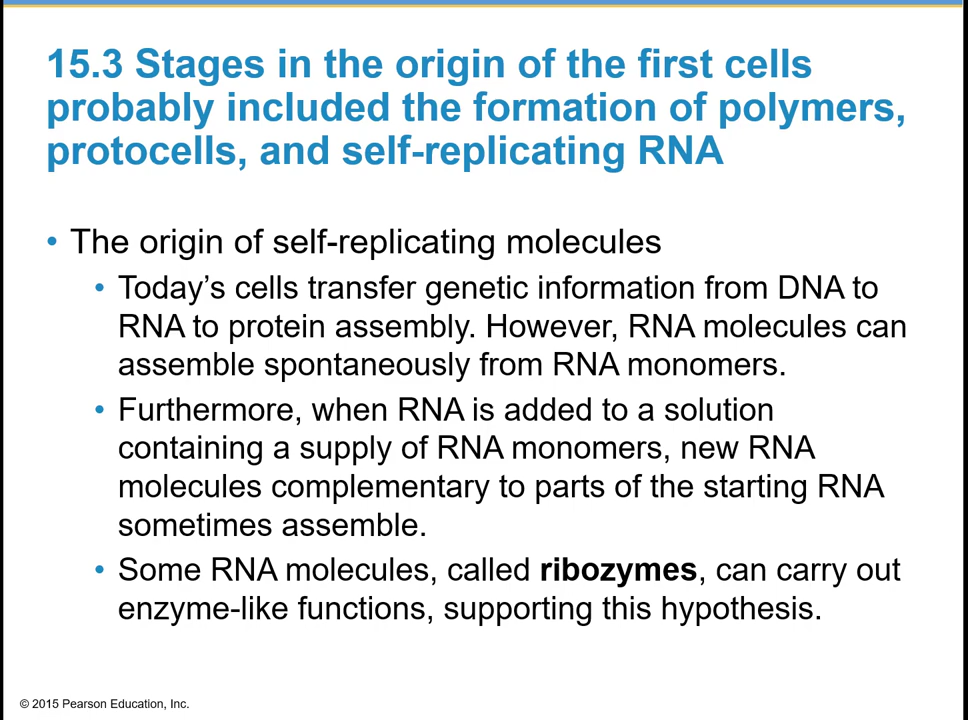 15.3 Stages in the origin of the first cells
probably included the formation of polymers,
protocells, and self-replicating RNA
• The origin of self-replicating molecules
• Today’s cells transfer genetic information from DNA to
RNA to protein assembly. However, RNA molecules can
assemble spontaneously from RNA monomers.
• Furthermore, when RNA is added to a solution
containing a supply of RNA monomers, new RNA
molecules complementary to parts of the starting RNA
sometimes assemble.
• Some RNA molecules, called ribozymes, can carry out
enzyme-like functions, supporting this hypothesis.
© 2015 Pearson Education, Inc.